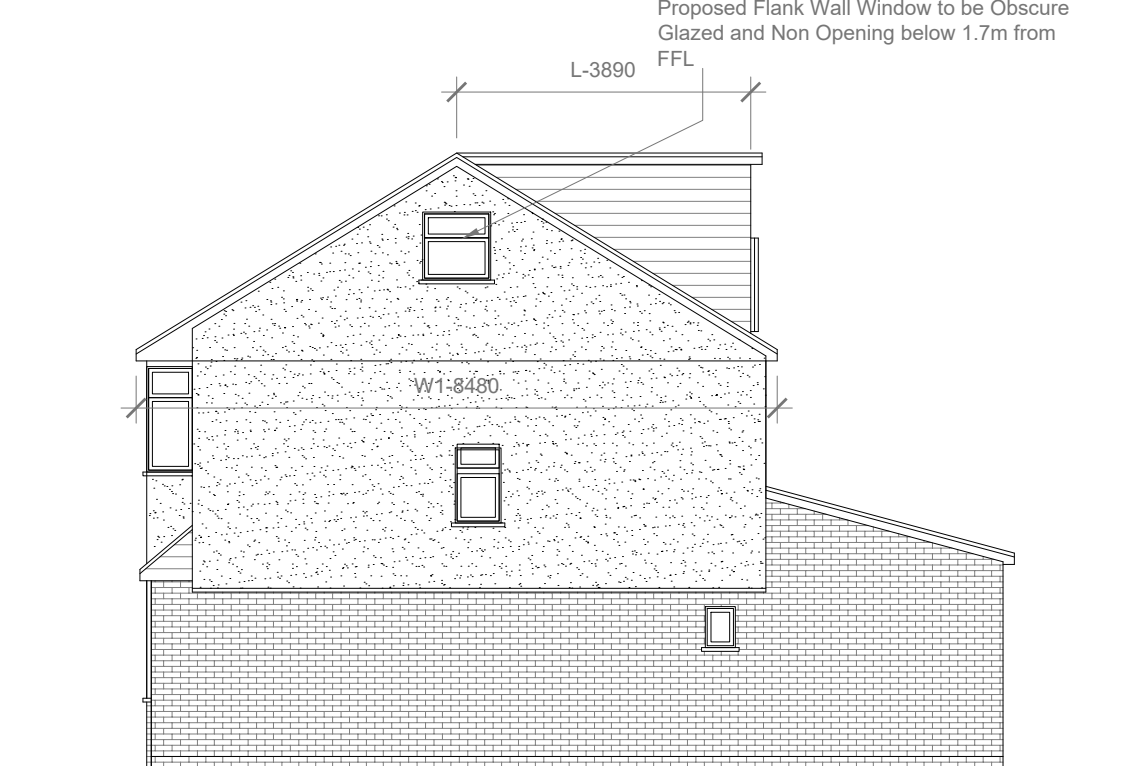 Proposed Flank Wall Window to be Obscure
Glazed and Non Opening below 1.7m from
FFL
L-3890
W1-8480